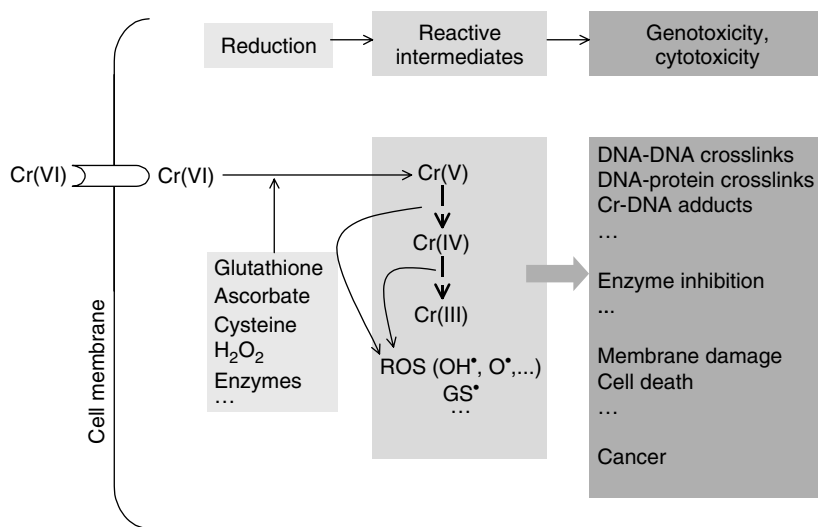 Reduction
Reactive
intermediates
Genotoxicity,
cytotoxicity
Cell membrane
Cr(VI)
Cr(VI)
Glutathione
Ascorbate
Cysteine
H₂O₂
Enzymes
...
Cr(V)
Cr(IV)
Cr(III)
ROS (OH•, O•,...)
GS•
...
DNA-DNA crosslinks
DNA-protein crosslinks
Cr-DNA adducts
...
Enzyme inhibition
...
Membrane damage
Cell death
...
Cancer